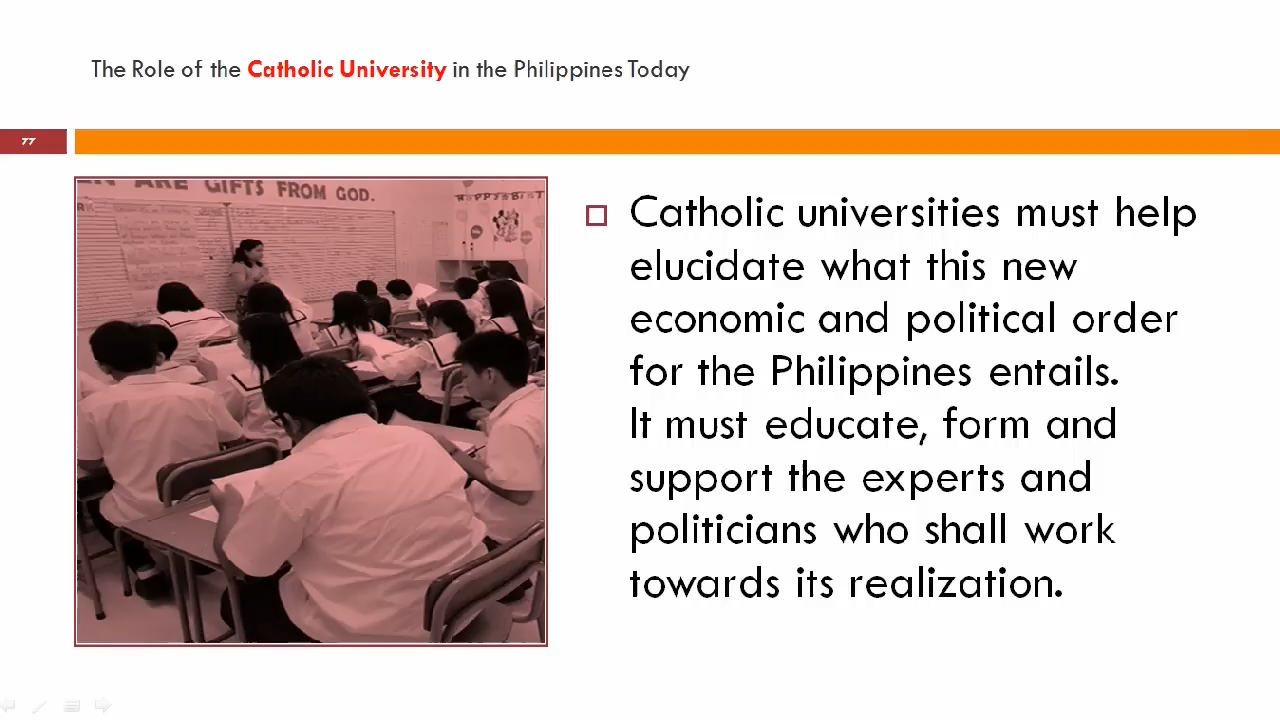 The Role of the Catholic University in the Philippines Today
77
ARE GIFTS FROM GOD.
Catholic universities must help
elucidate what this new
economic and political order
for the Philippines entails.
It must educate, form and
support the experts and
politicians who shall work
towards its realization.